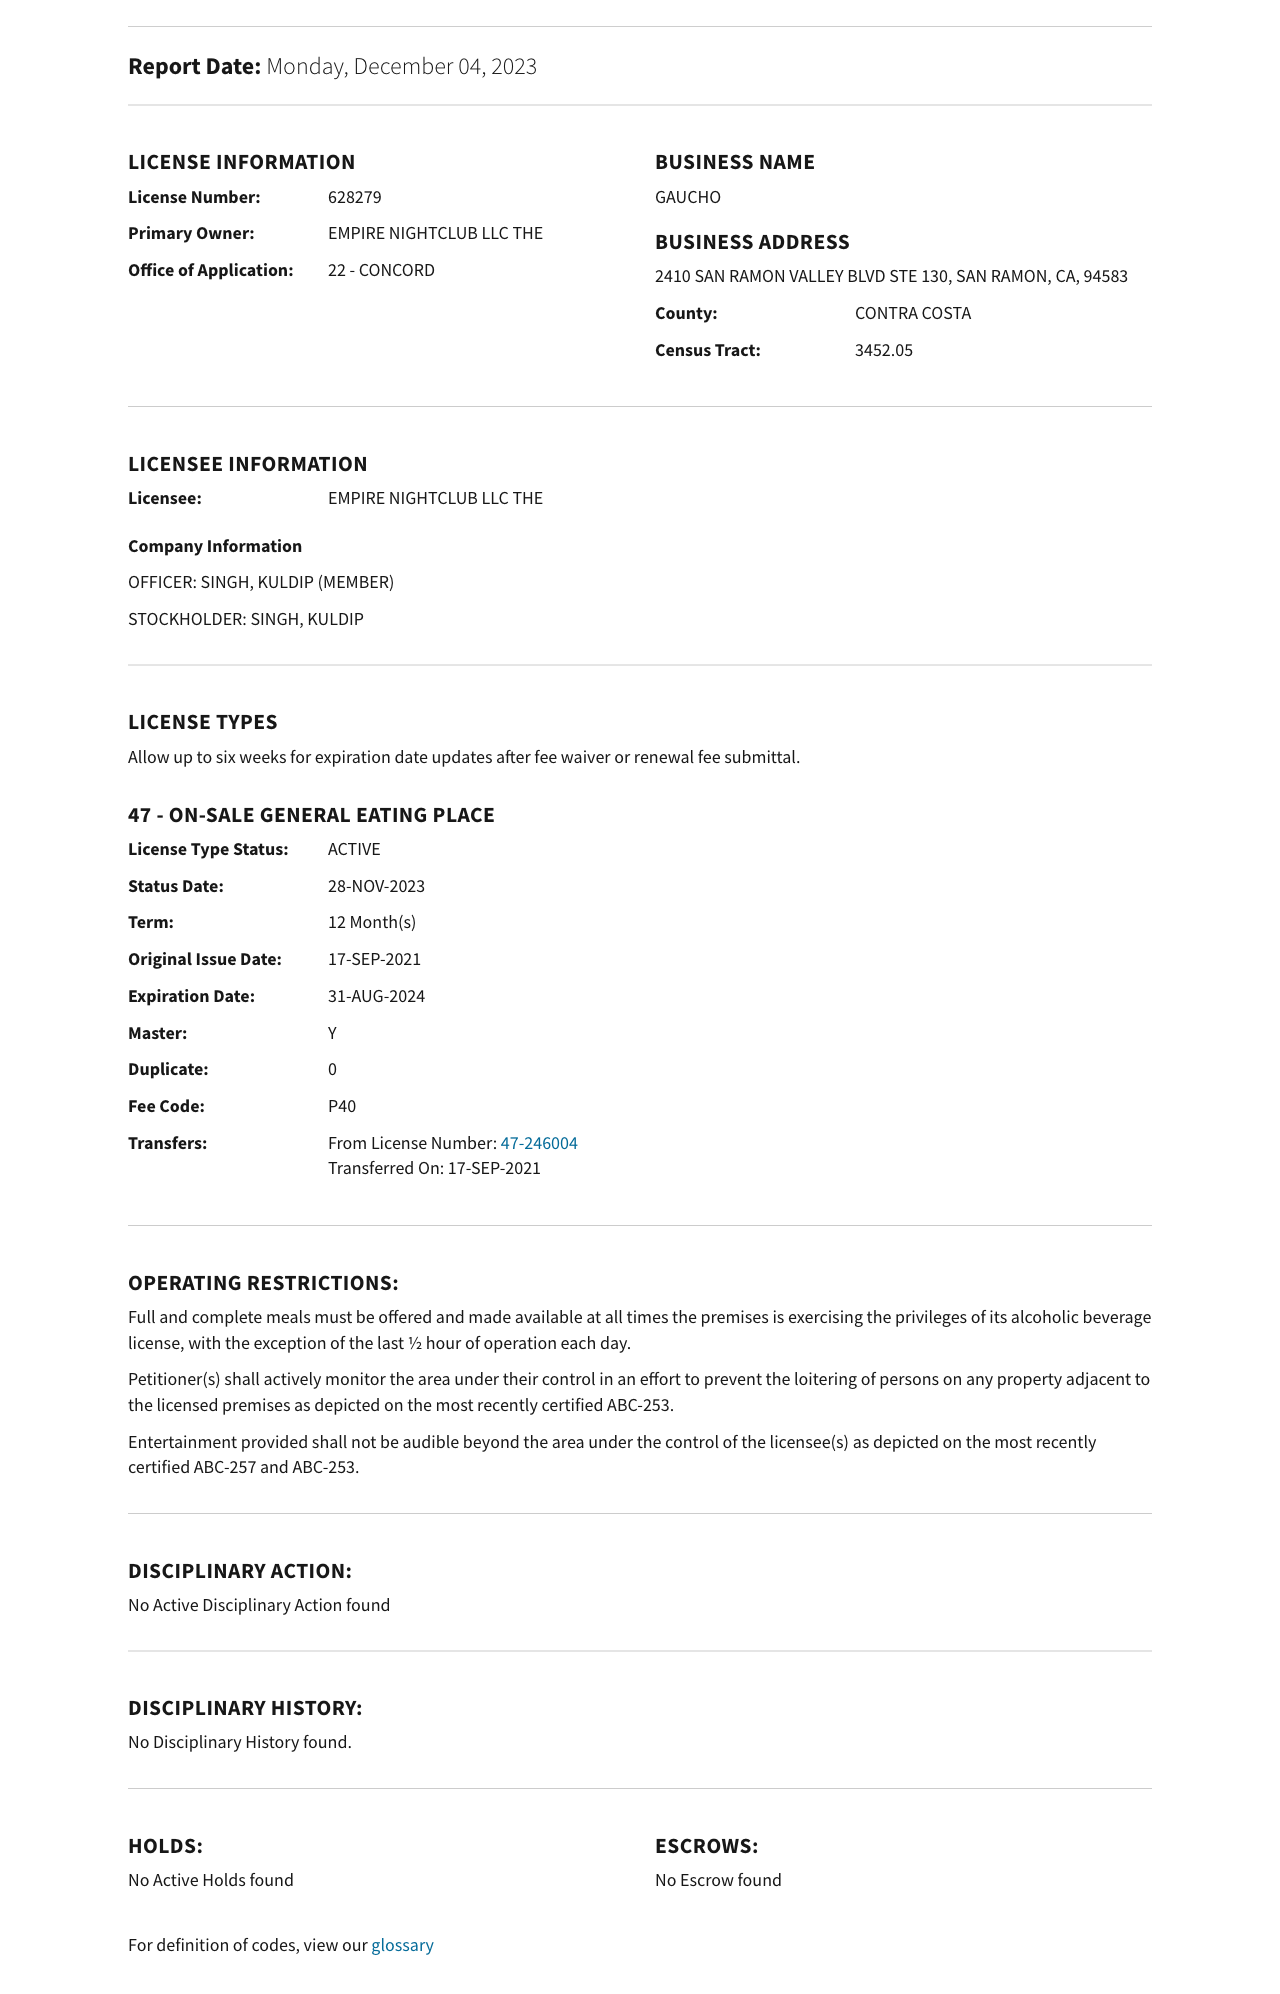 Report Date: Monday, December 04, 2023
LICENSE INFORMATION
License Number: 628279
Primary Owner: EMPIRE NIGHTCLUB LLC THE
Office of Application: 22 - CONCORD
BUSINESS NAME
GAUCHO
BUSINESS ADDRESS
2410 SAN RAMON VALLEY BLVD STE 130, SAN RAMON, CA, 94583
County: CONTRA COSTA
Census Tract: 3452.05
LICENSEE INFORMATION
Licensee: EMPIRE NIGHTCLUB LLC THE
Company Information
OFFICER: SINGH, KULDIP (MEMBER)
STOCKHOLDER: SINGH, KULDIP
LICENSE TYPES
Allow up to six weeks for expiration date updates after fee waiver or renewal fee submittal.
47 - ON-SALE GENERAL EATING PLACE
License Type Status: ACTIVE
Status Date: 28-NOV-2023
Term: 12 Month(s)
Original Issue Date: 17-SEP-2021
Expiration Date: 31-AUG-2024
Master: Y
Duplicate: 0
Fee Code: P40
Transfers: From License Number: 47-246004
Transferred On: 17-SEP-2021
OPERATING RESTRICTIONS:
Full and complete meals must be offered and made available at all times the premises is exercising the privileges of its alcoholic beverage
license, with the exception of the last ½ hour of operation each day.
Petitioner(s) shall actively monitor the area under their control in an effort to prevent the loitering of persons on any property adjacent to
the licensed premises as depicted on the most recently certified ABC-253.
Entertainment provided shall not be audible beyond the area under the control of the licensee(s) as depicted on the most recently
certified ABC-257 and ABC-253.
DISCIPLINARY ACTION:
No Active Disciplinary Action found
DISCIPLINARY HISTORY:
No Disciplinary History found.
HOLDS:
No Active Holds found
ESCROWS:
No Escrow found
For definition of codes, view our glossary